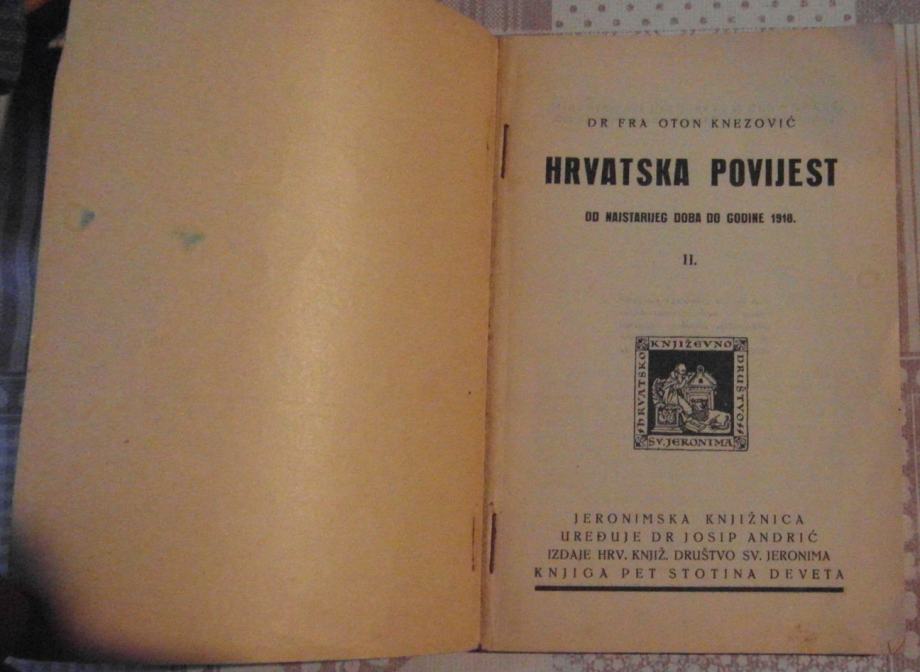 DR FRA OTON KNEZOVIĆ
HRVATSKA POVIJEST
OD NAJSTARIJEG DOBA DO GODINE 1918.
II.
HRVATSKO
KNJIŽEVNO
DRUŠTVO
SV. JERONIMA
JERONIMSKA KNJIŽNICA
UREĐUJE DR JOSIP ANDRIĆ
IZDAJE HRV. KNJIŽ. DRUŠTVO SV. JERONIMA
KNJIGA PET STOTINA DEVETA